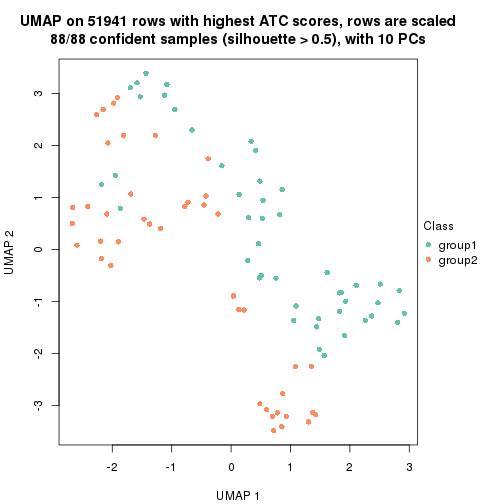 UMAP on 51941 rows with highest ATC scores, rows are scaled
88/88 confident samples (silhouette > 0.5), with 10 PCs
3
2
1
0
-1
-2
-3
UMAP 2
-2
-1
0
1
2
3
UMAP 1
Class
group1
group2